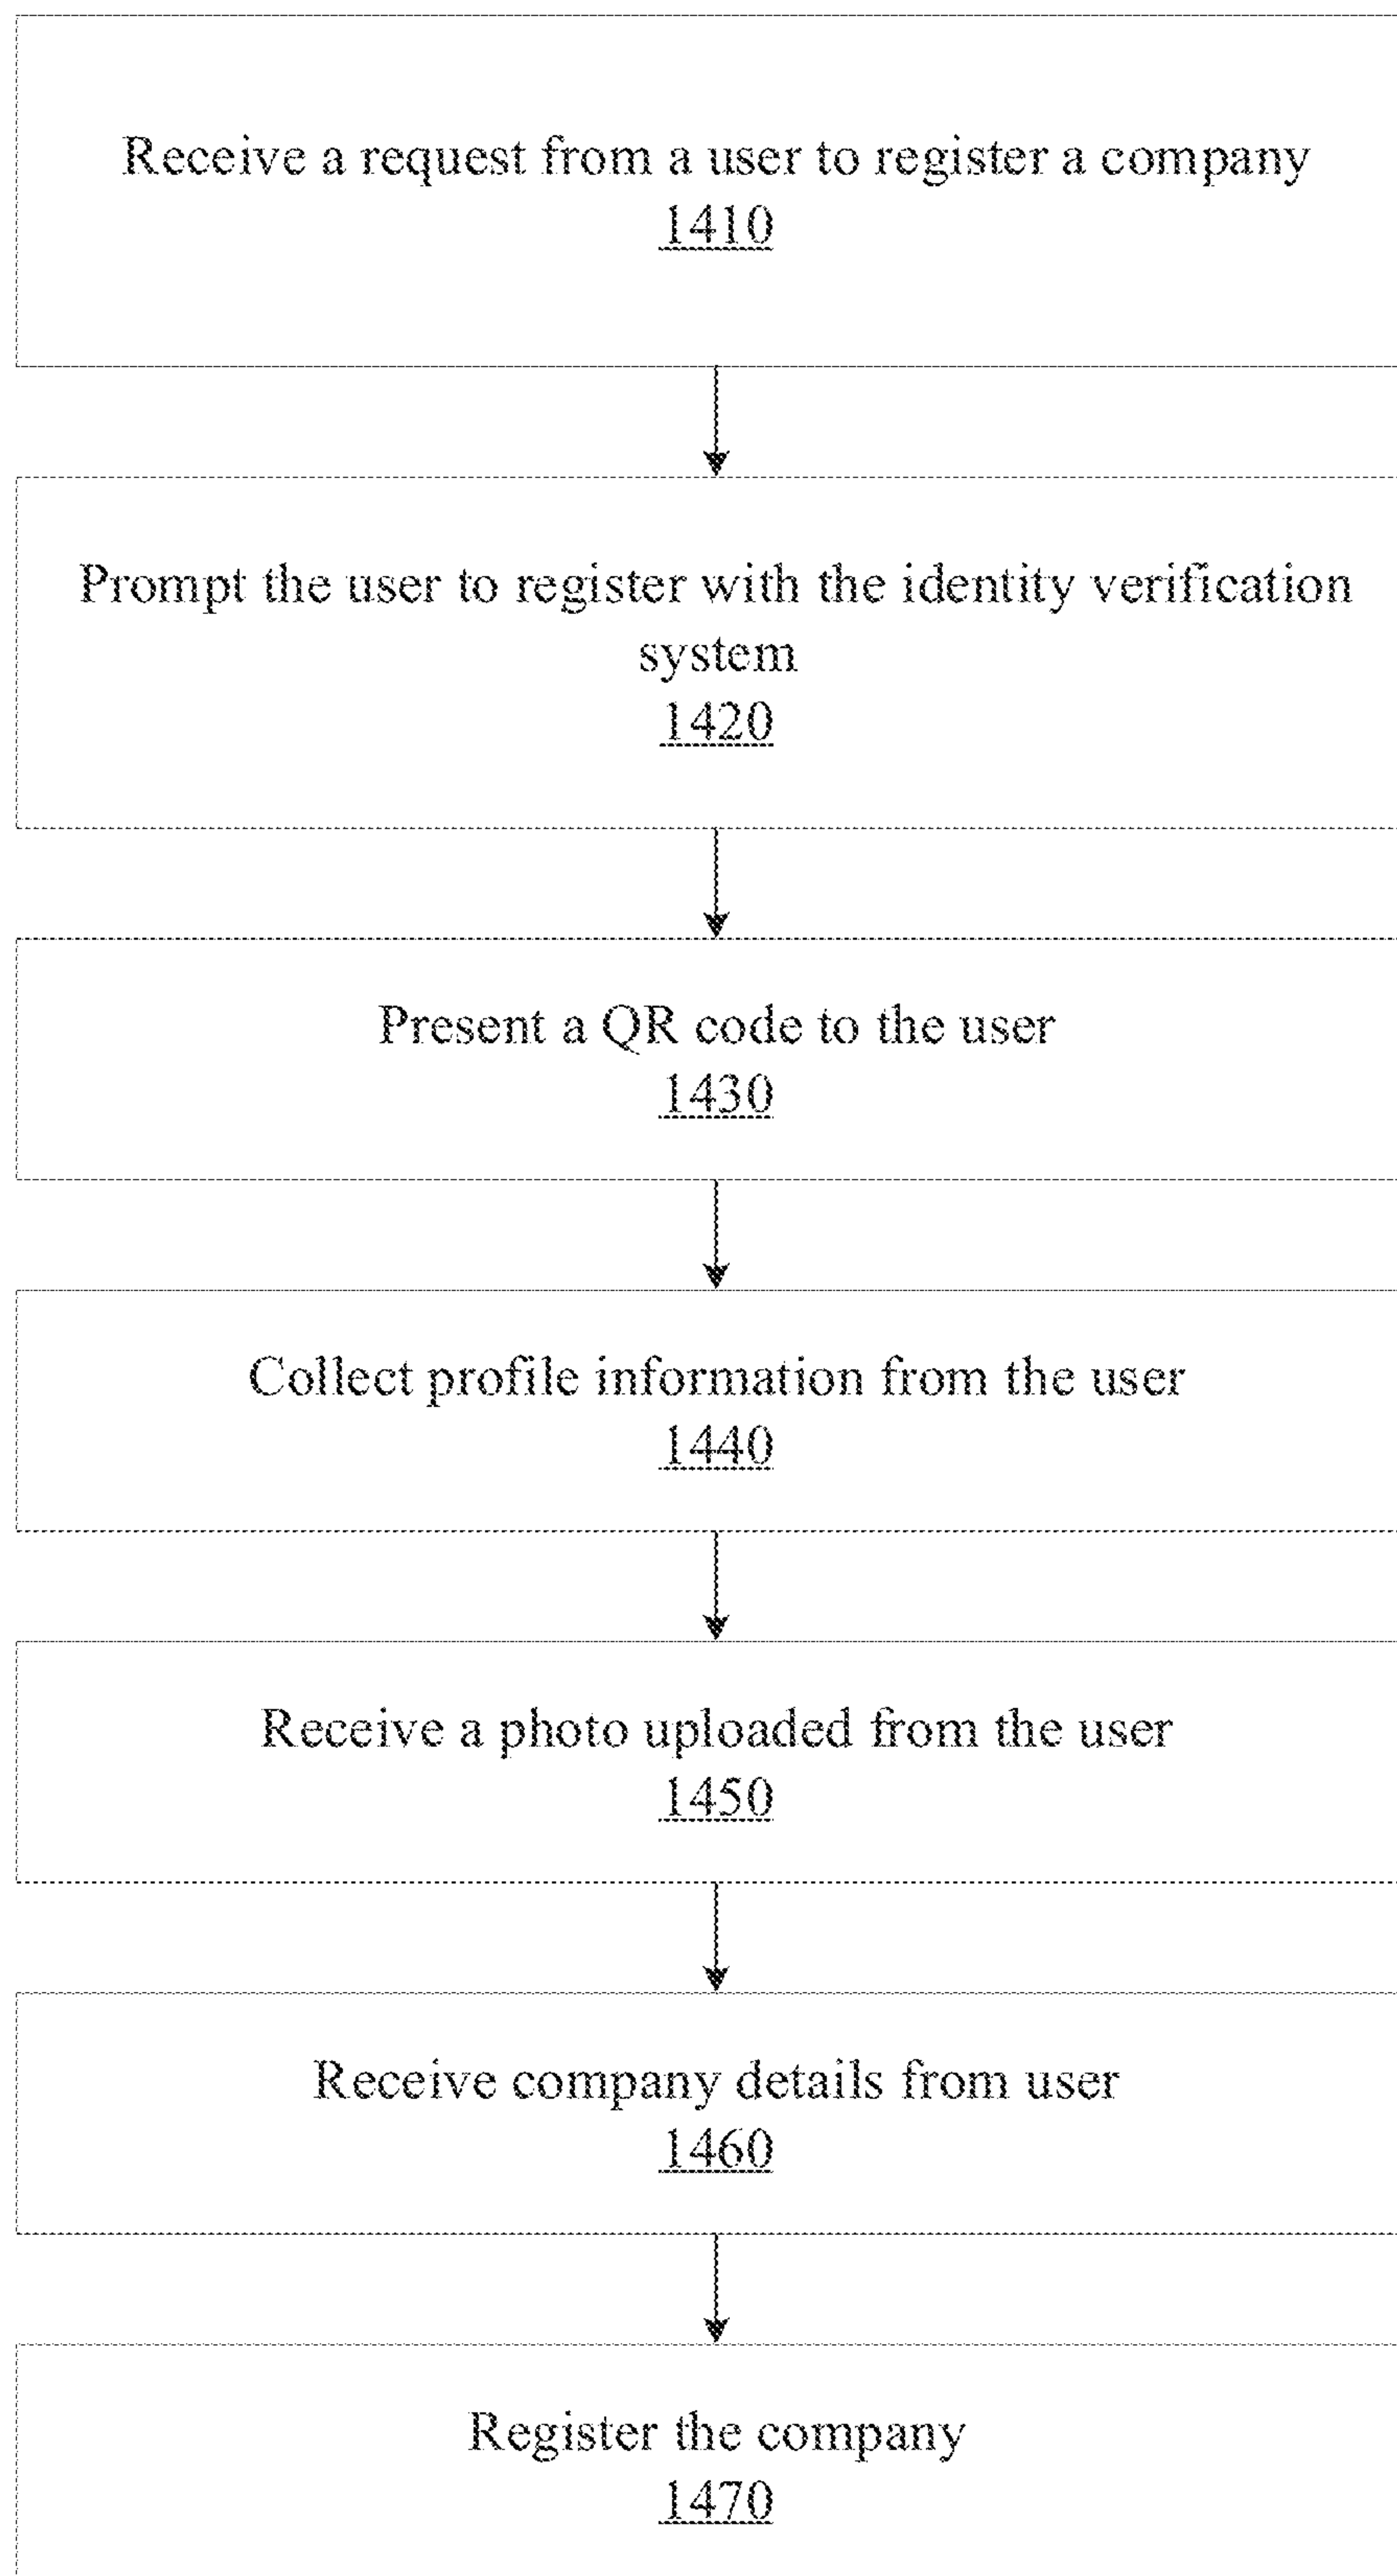 Receive a request from a user to register a company
1410
Prompt the user to register with the identity verification
system
1420
Present a QR code to the user
1430
Collect profile information from the user
1440
Receive a photo uploaded from the user
1450
Receive company details from user
1460
Register the company
1470